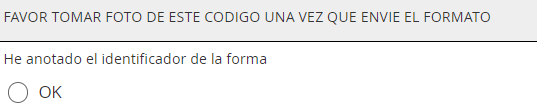 FAVOR TOMAR FOTO DE ESTE CODIGO UNA VEZ QUE ENVIE EL FORMATO
He anotado el identificador de la forma
OK